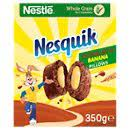 Nestlé
Whole Grain
Nesquik
BANANA
PILLOWS
350g℮